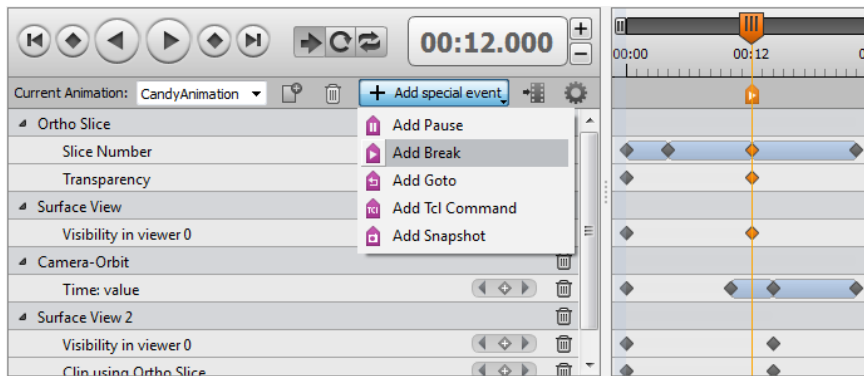 00:12.000
00:00
00:12
Current Animation: CandyAnimation
Add special event
Ortho Slice
Add Pause
Slice Number
Add Break
Transparency
Add Goto
TCl
Add Tcl Command
Surface View
Visibility in viewer 0
Add Snapshot
Camera-Orbit
Time: value
Surface View 2
Visibility in viewer 0
Clip using Ortho Slice